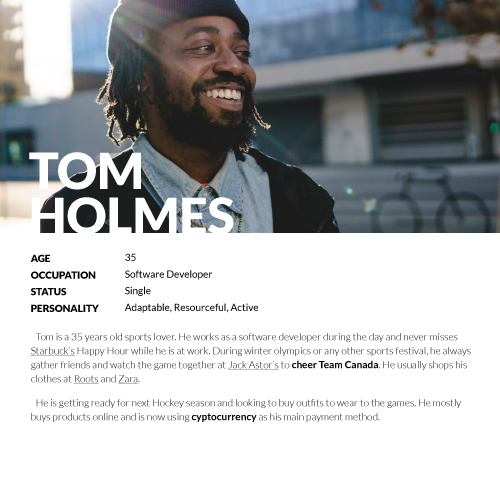 TOM
HOLMES
AGE 35
OCCUPATION Software Developer
STATUS Single
PERSONALITY Adaptable, Resourceful, Active
Tom is a 35 years old sports lover. He works as a software developer during the day and never misses
Starbuck's Happy Hour while he is at work. During winter olympics or any other sports festival, he always
gather friends and watch the game together at Jack Astor's to cheer Team Canada. He usually shops his
clothes at Roots and Zara.
He is getting ready for next Hockey season and looking to buy outfits to wear to the games. He mostly
buys products online and is now using cyptocurrency as his main payment method.